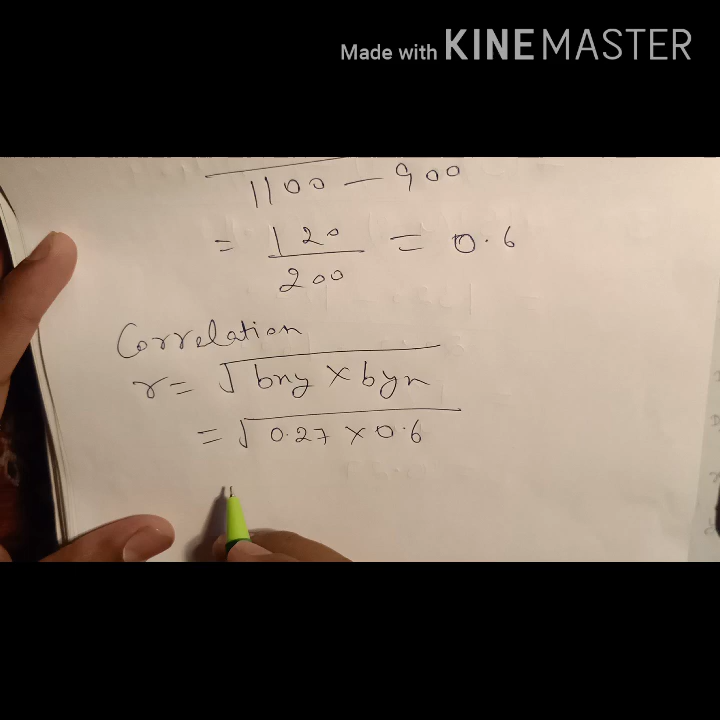 Made with KINEMASTER
1100 — 900
= 120 / 200 = 0.6
Correlation
r = √bxy × byx
= √0.27 × 0.6